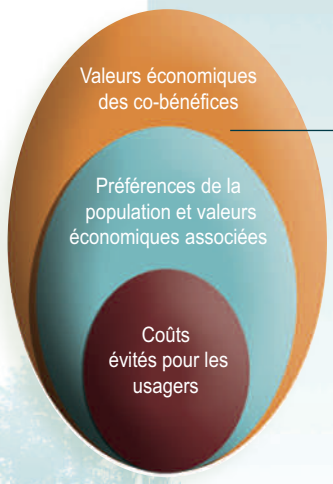 Valeurs économiques
des co-bénéfices
Préférences de la
population et valeurs
économiques associées
Coûts
évités pour les
usagers